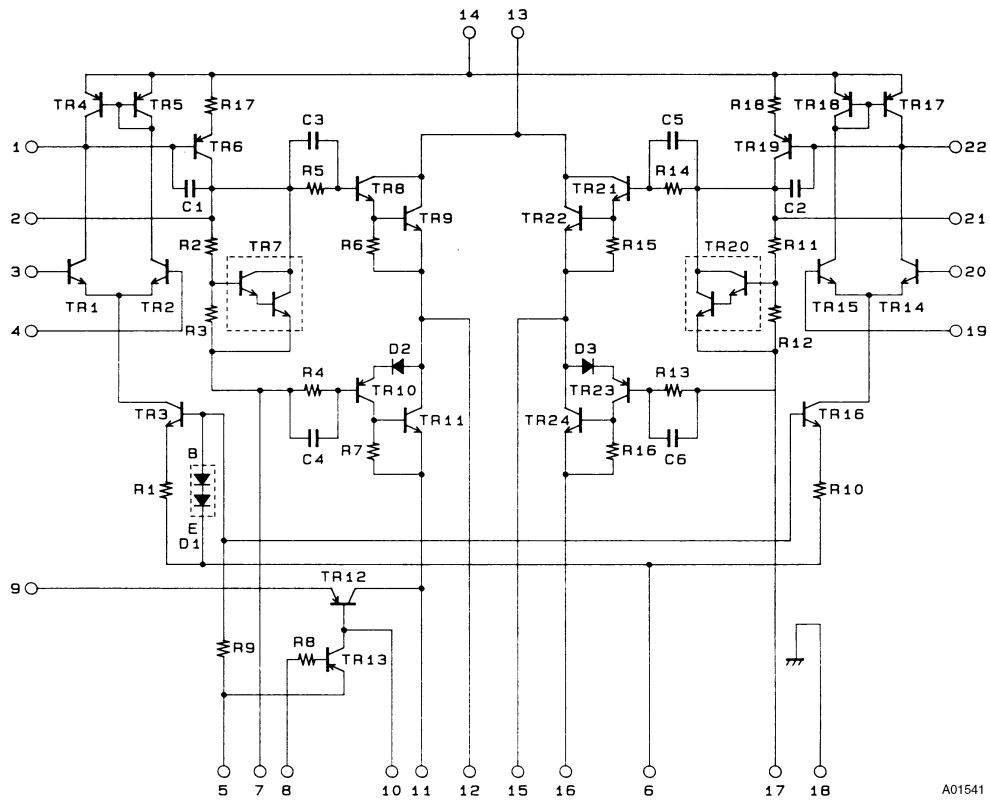 14 13
TR4 TR5 R17 R18 TR18 TR17
C3 C5
1 TR6 TR19 22
R5 R14
C1 TR8 TR21 C2
2 TR9 TR22 21
R2 TR7 R6 R15 TR20 R11
3 20
TR1 TR2 TR15 TR14
4 R3 R12 19
D2 D3
R4 TR10 TR23 R13
TR3 TR11 TR24 TR16
B C4 R7 R16 C6
R1 R10
E
D1
9 TR12
R9 R8 TR13
5 7 8 10 11 12 15 16 6 17 18
A01541